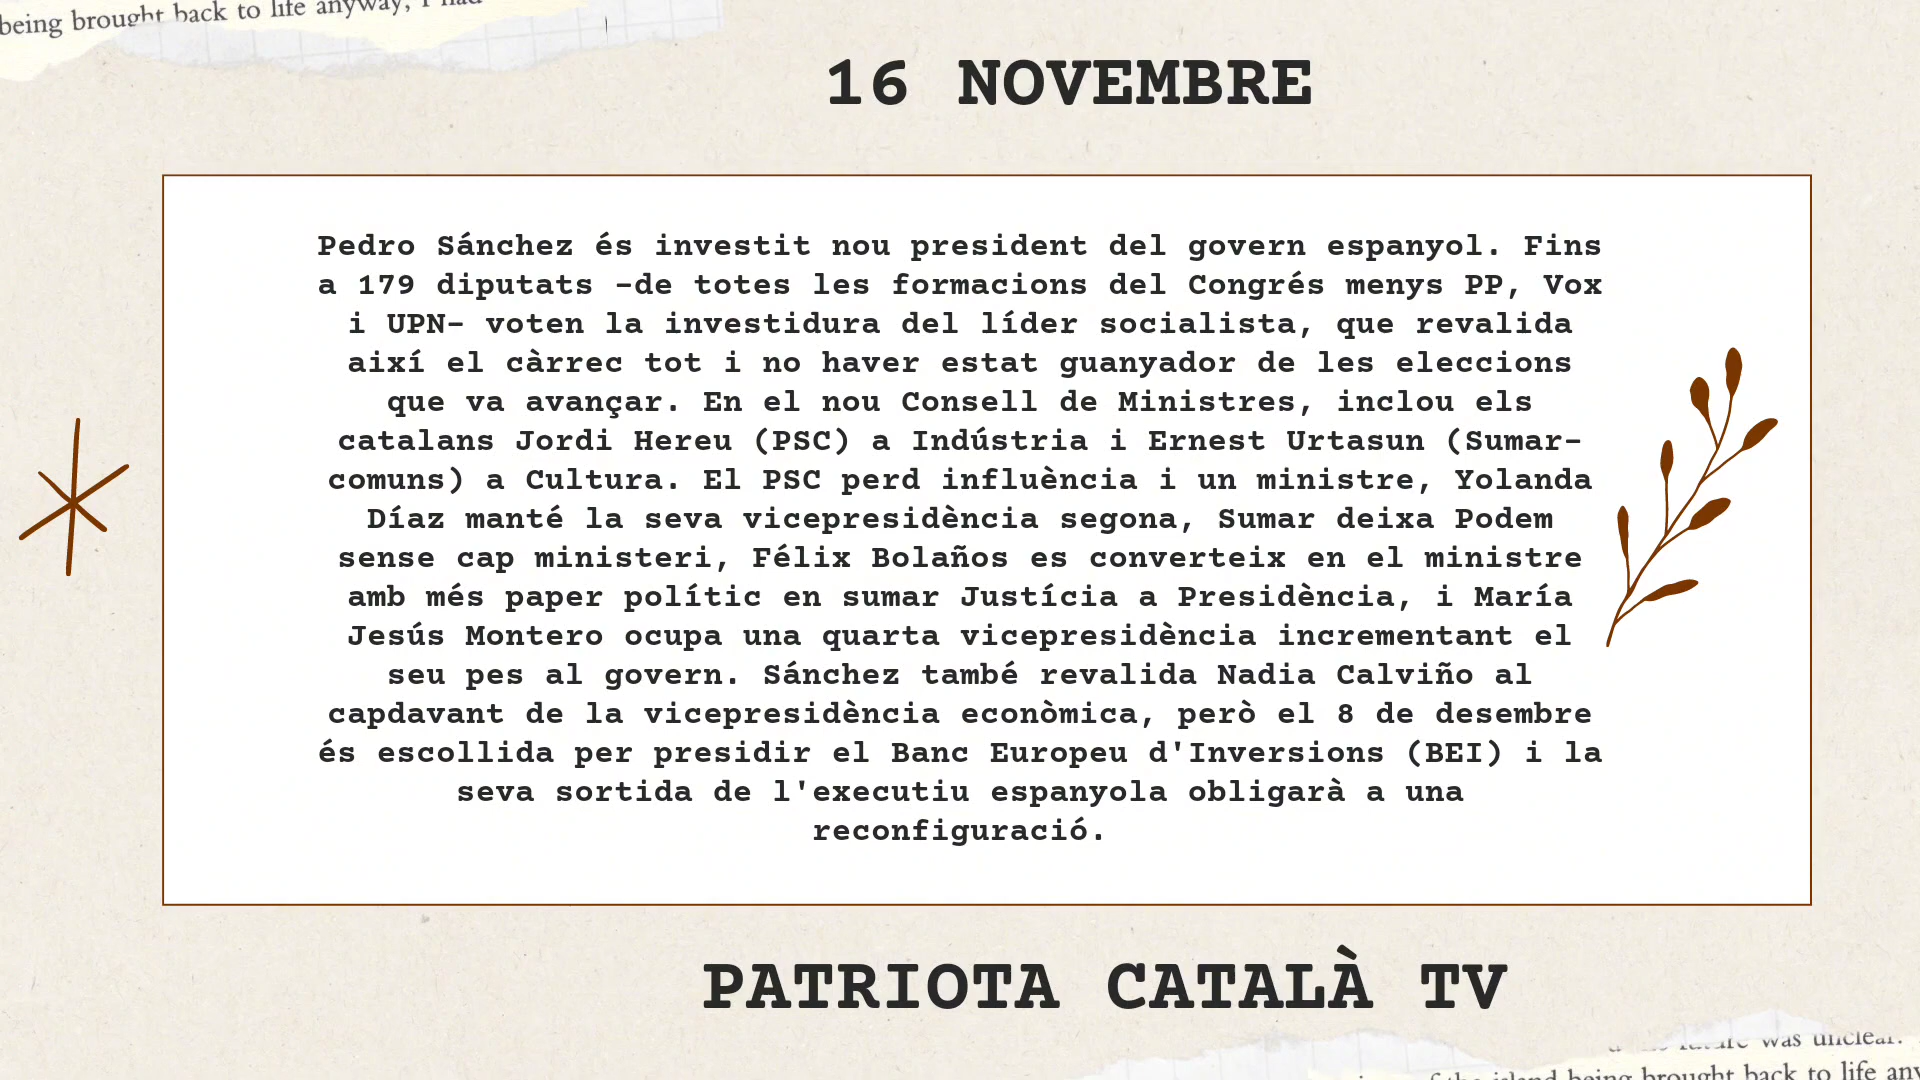 being brought back to life anyway, I had
16 NOVEMBRE
Pedro Sánchez és investit nou president del govern espanyol. Fins
a 179 diputats -de totes les formacions del Congrés menys PP, Vox
i UPN- voten la investidura del líder socialista, que revalida
així el càrrec tot i no haver estat guanyador de les eleccions
que va avançar. En el nou Consell de Ministres, inclou els
catalans Jordi Hereu (PSC) a Indústria i Ernest Urtasun (Sumar-
comuns) a Cultura. El PSC perd influència i un ministre, Yolanda
Díaz manté la seva vicepresidència segona, Sumar deixa Podem
sense cap ministeri, Félix Bolaños es converteix en el ministre
amb més paper polític en sumar Justícia a Presidència, i María
Jesús Montero ocupa una quarta vicepresidència incrementant el
seu pes al govern. Sánchez també revalida Nadia Calviño al
capdavant de la vicepresidència econòmica, però el 8 de desembre
és escollida per presidir el Banc Europeu d'Inversions (BEI) i la
seva sortida de l'executiu espanyola obligarà a una
reconfiguració.
PATRIOTA CATALÀ TV
was unclear.
island being brought back to life any